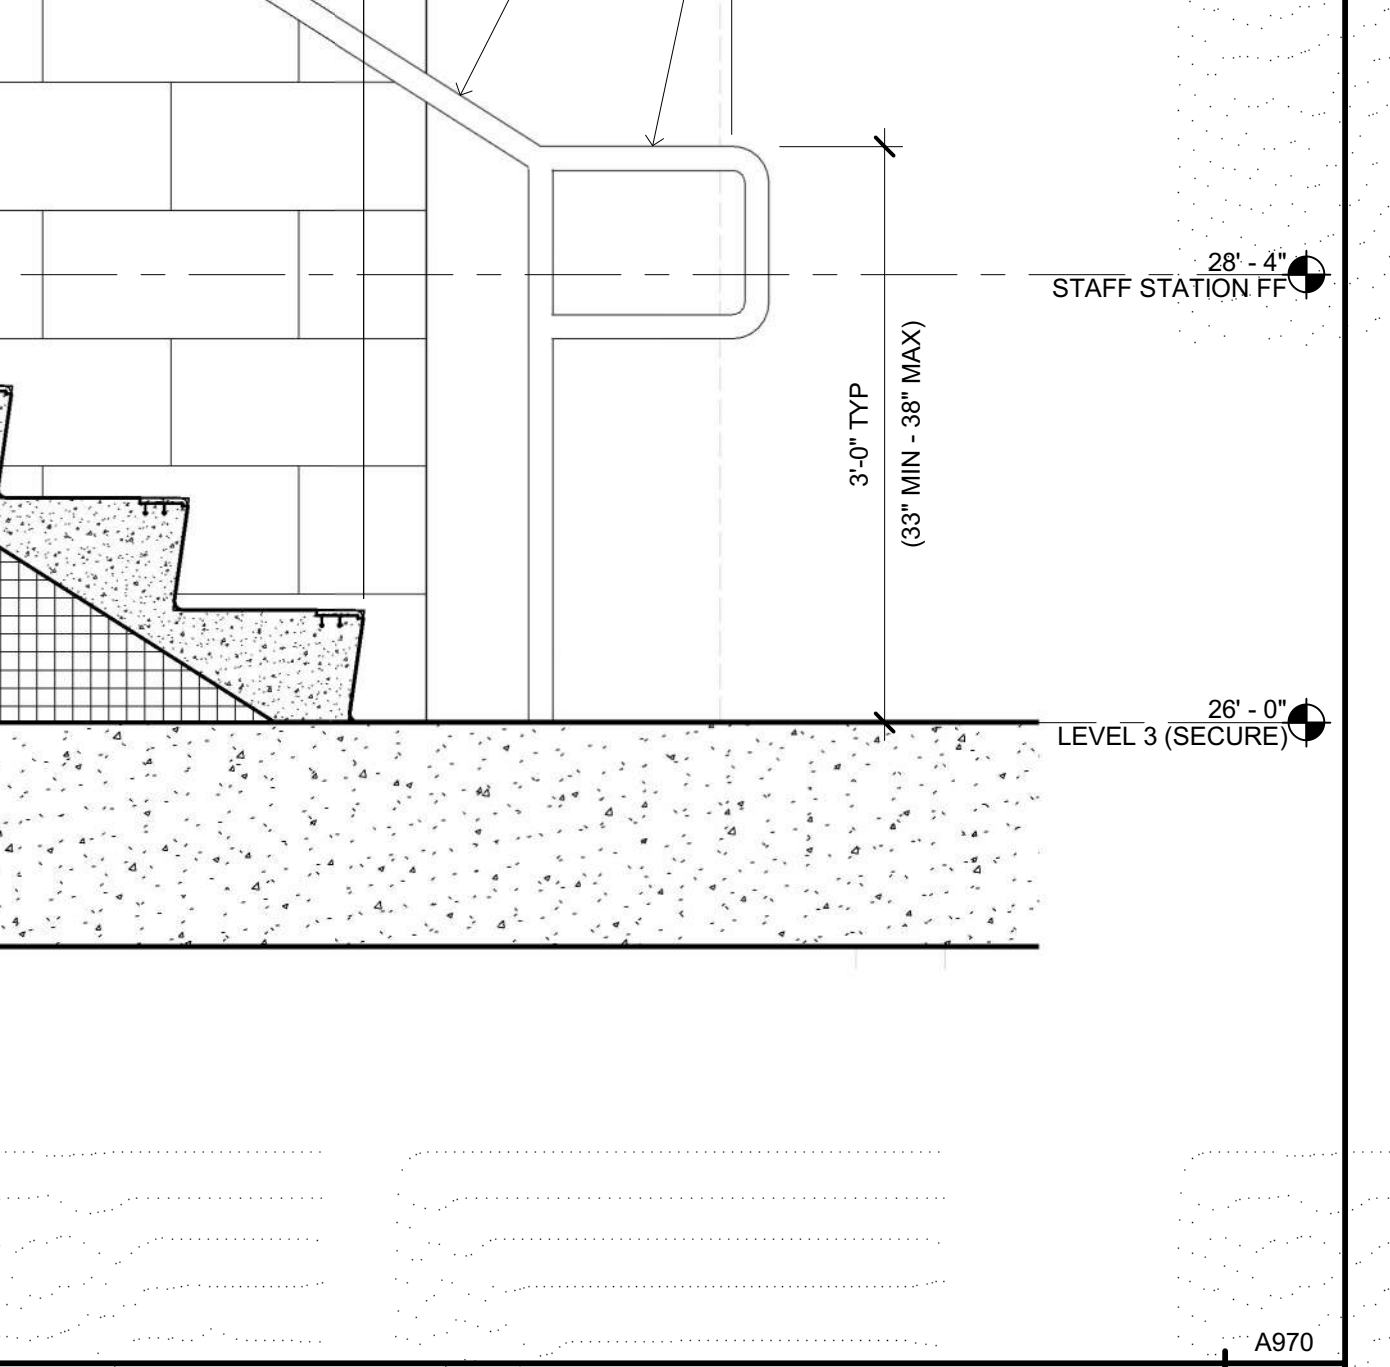 28' - 4"
STAFF STATION FF
3'-0" TYP
(33" MIN - 38" MAX)
26' - 0"
LEVEL 3 (SECURE)
A970